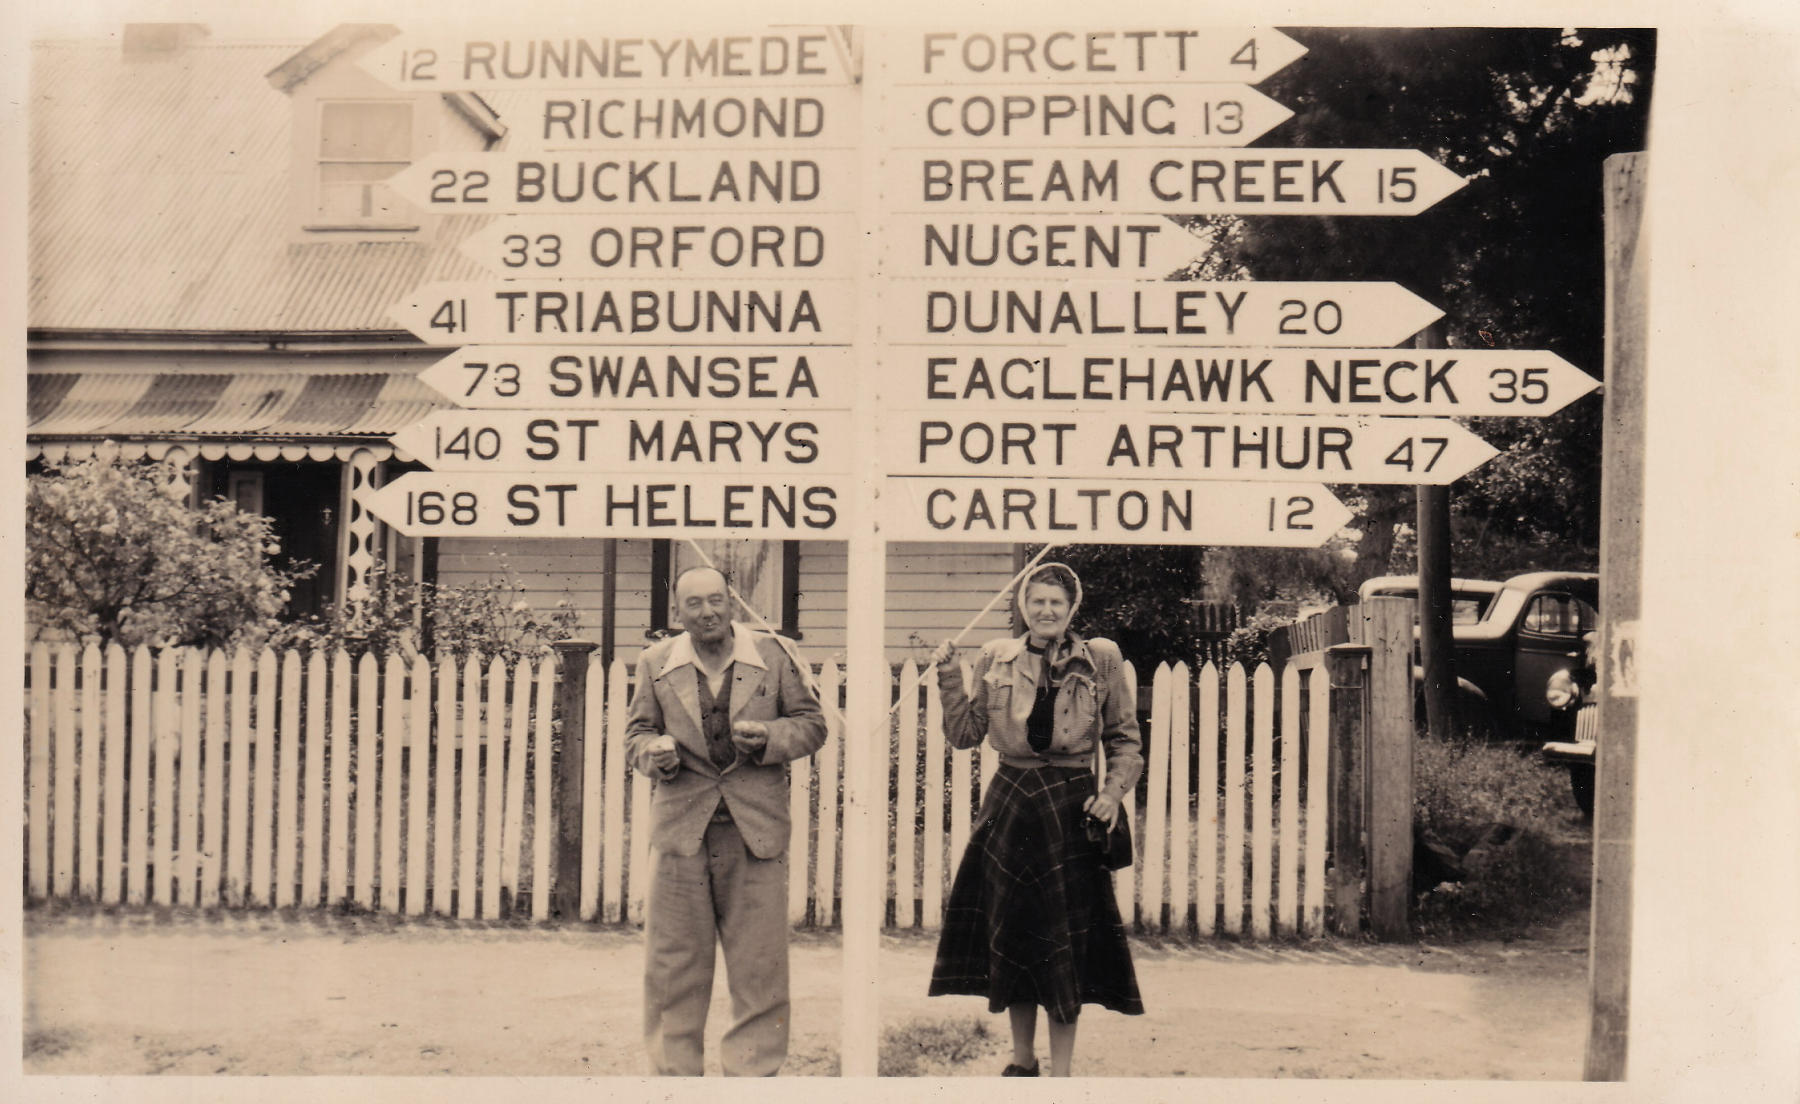 12 RUNNEYMEDE
RICHMOND
22 BUCKLAND
33 ORFORD
41 TRIABUNNA
73 SWANSEA
140 ST MARYS
168 ST HELENS
FORCETT 4
COPPING 13
BREAM CREEK 15
NUGENT
DUNALLEY 20
EAGLEHAWK NECK 35
PORT ARTHUR 47
CARLTON 12